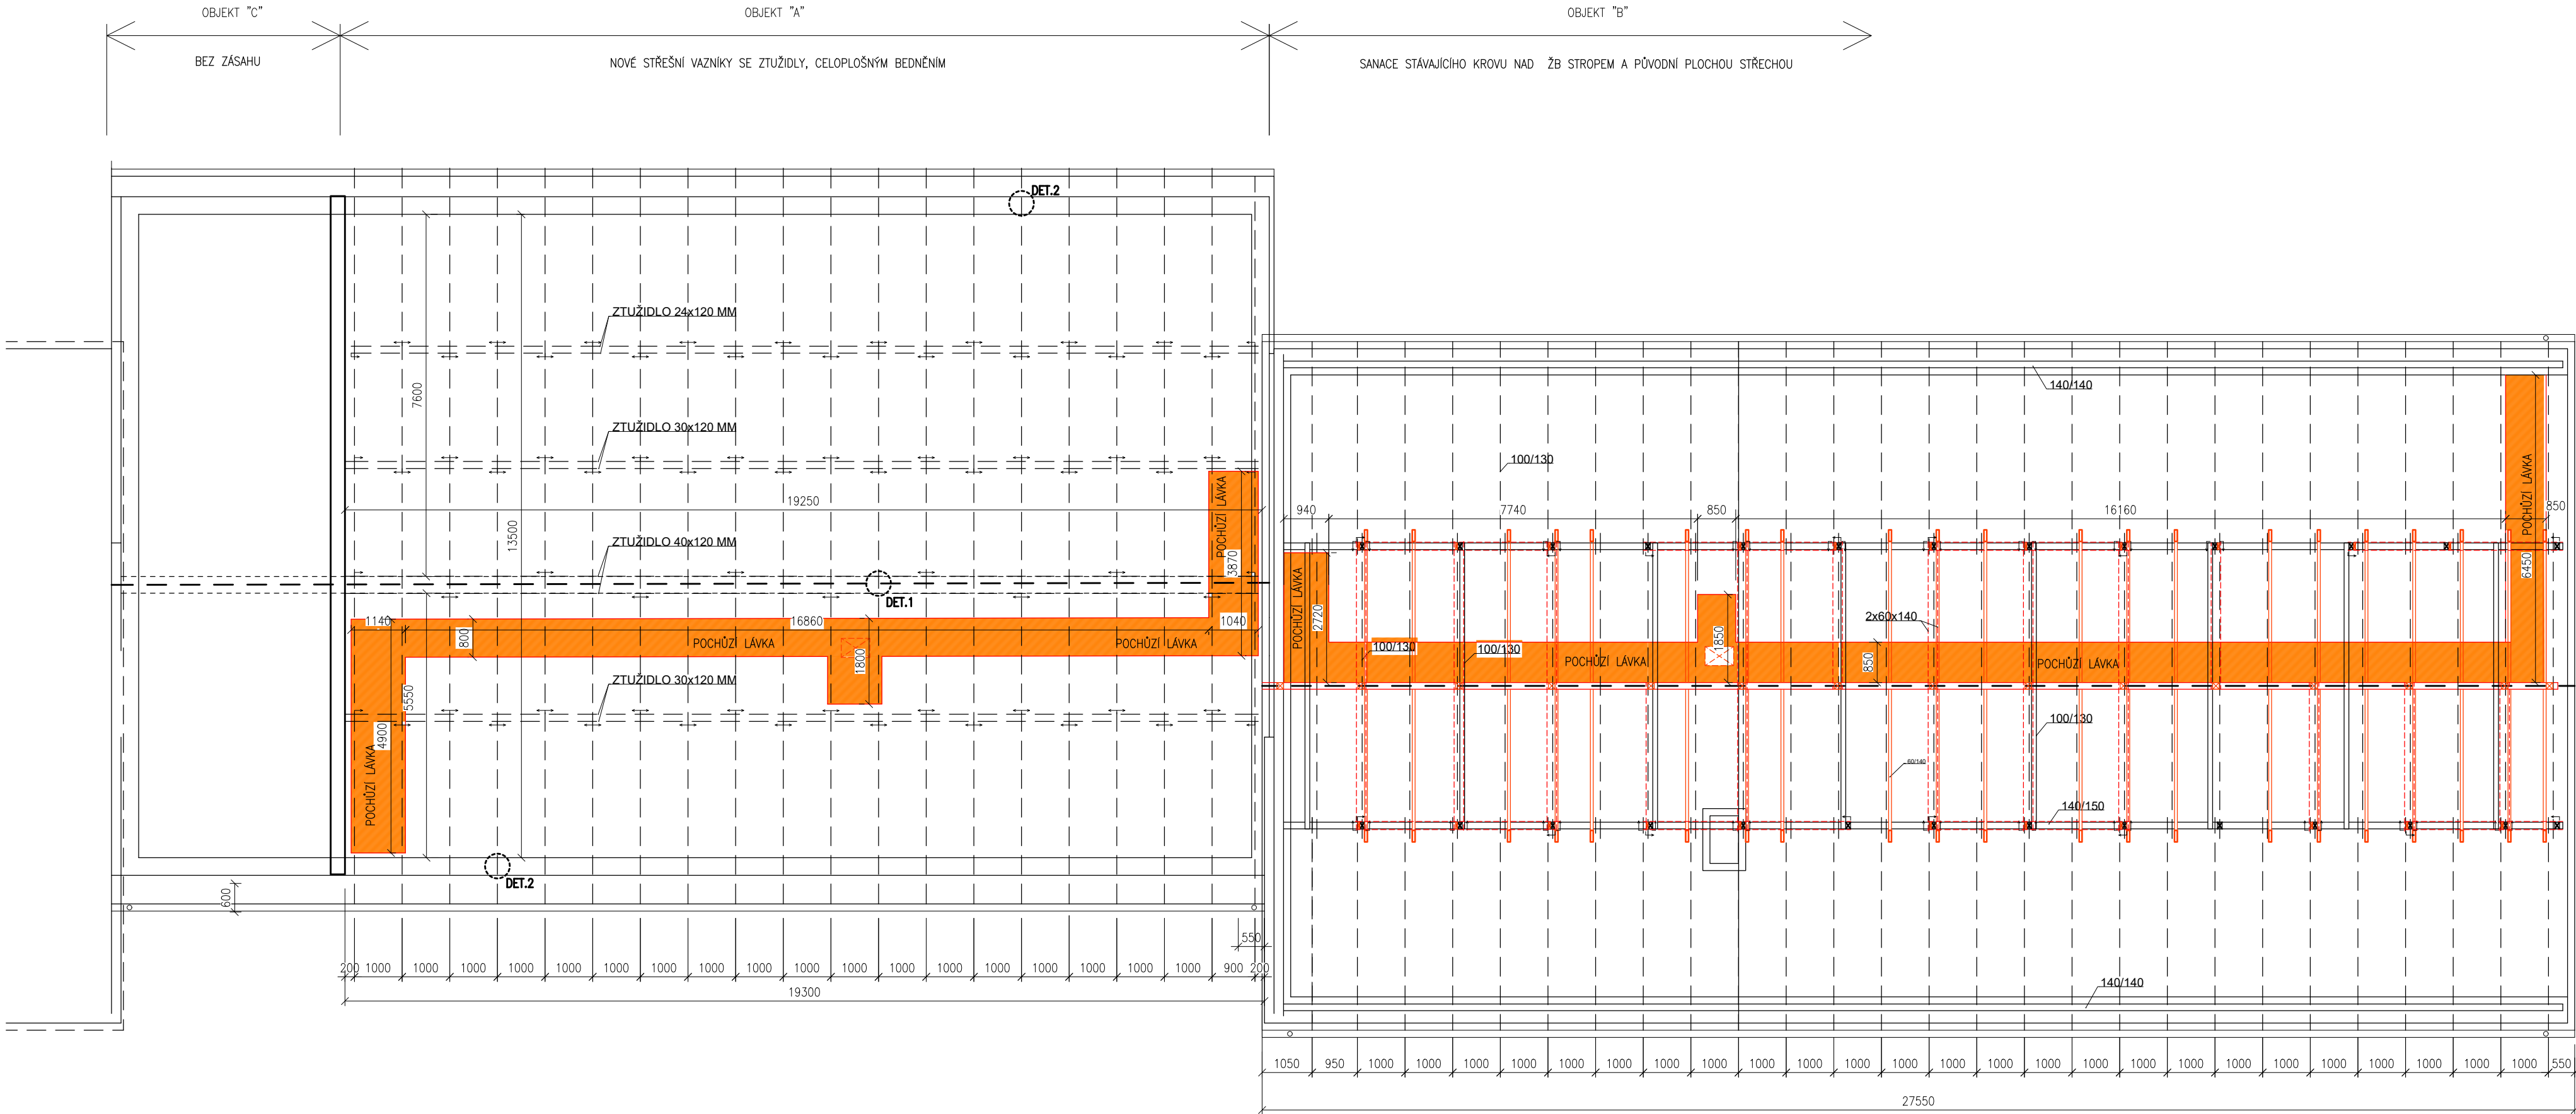 OBJEKT "C"
OBJEKT "A"
OBJEKT "B"
BEZ ZÁSAHU
NOVÉ STŘEŠNÍ VAZNÍKY SE ZTUŽIDLY, CELOPLOŠNÝM BEDNĚNÍM
SANACE STÁVAJÍCÍHO KROVU NAD ŽB STROPEM A PŮVODNÍ PLOCHOU STŘECHOU
DET.2
ZTUŽIDLO 24x120 MM
7600
ZTUŽIDLO 30x120 MM
19250
13500
ZTUŽIDLO 40x120 MM
POCHŮZÍ LÁVKA
3870
DET.1
1140
16860
1040
800
POCHŮZÍ LÁVKA
POCHŮZÍ LÁVKA
1800
ZTUŽIDLO 30x120 MM
5550
4900
POCHŮZÍ LÁVKA
DET.2
600
550
200 1000 1000 1000 1000 1000 1000 1000 1000 1000 1000 1000 1000 1000 1000 1000 1000 1000 1000 900 200
19300
140/140
100/130
940
7740
850
16160
850
POCHŮZÍ LÁVKA
6450
POCHŮZÍ LÁVKA
2720
2x60x140
1850
100/130
100/130
POCHŮZÍ LÁVKA
850
POCHŮZÍ LÁVKA
100/130
60/140
140/150
140/140
1050 950 1000 1000 1000 1000 1000 1000 1000 1000 1000 1000 1000 1000 1000 1000 1000 1000 1000 1000 1000 1000 1000 1000 1000 1000 550
27550